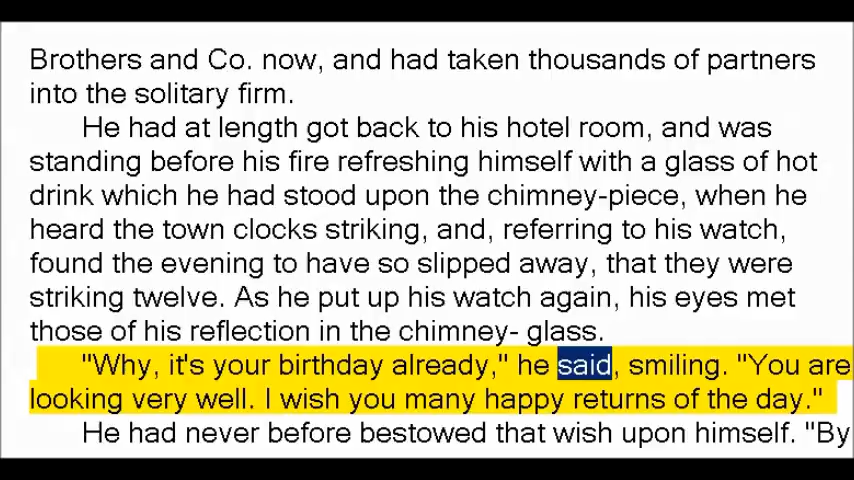 Brothers and Co. now, and had taken thousands of partners
into the solitary firm.
He had at length got back to his hotel room, and was
standing before his fire refreshing himself with a glass of hot
drink which he had stood upon the chimney-piece, when he
heard the town clocks striking, and, referring to his watch,
found the evening to have so slipped away, that they were
striking twelve. As he put up his watch again, his eyes met
those of his reflection in the chimney- glass.
"Why, it's your birthday already," he said, smiling. "You are
looking very well. I wish you many happy returns of the day."
He had never before bestowed that wish upon himself. "By